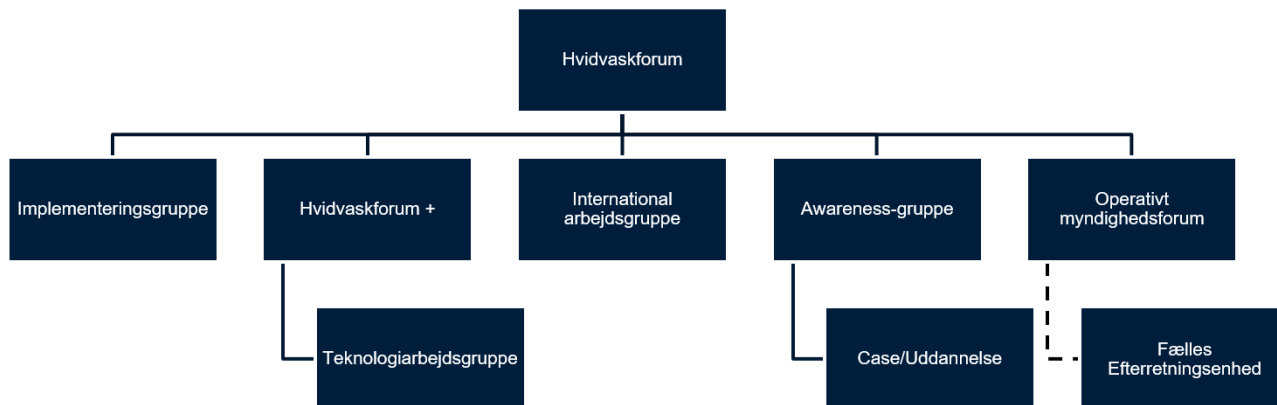 Hvidvaskforum
Implementeringsgruppe
Hvidvaskforum +
International
arbejdsgruppe
Awareness-gruppe
Operativt
myndighedsforum
Teknologiarbejdsgruppe
Case/Uddannelse
Fælles
Efterretningsenhed